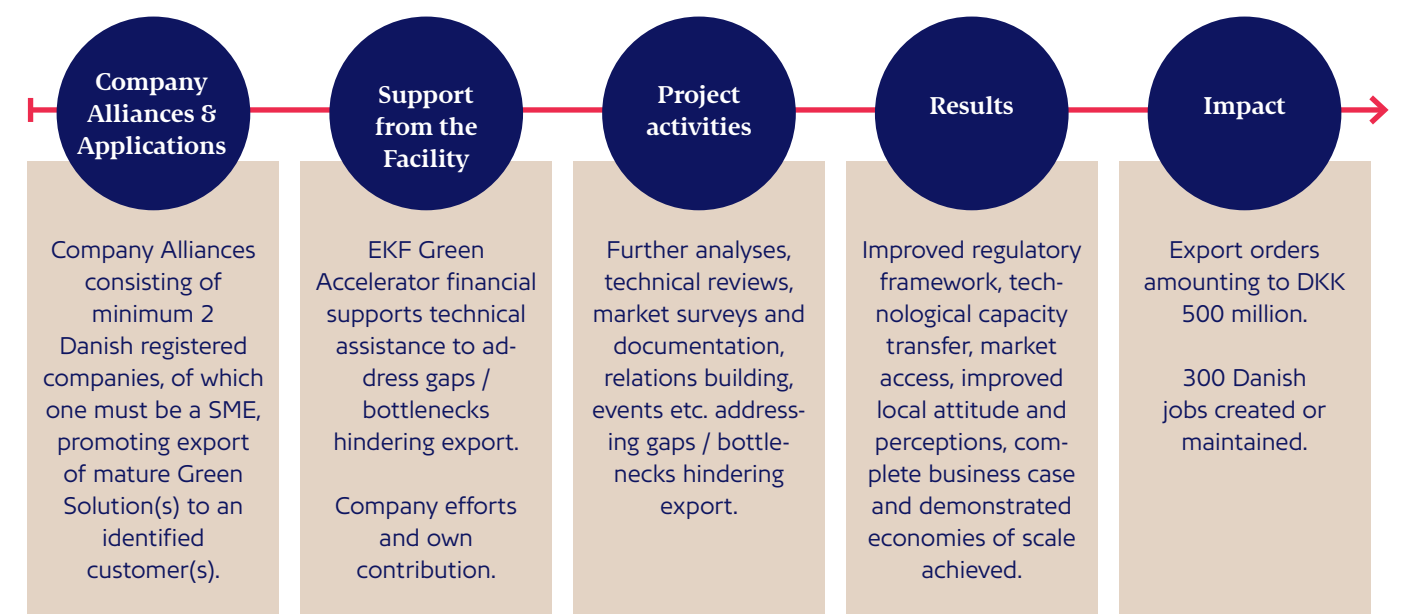 Company
Alliances &
Applications
Company Alliances
consisting of
minimum 2
Danish registered
companies, of which
one must be a SME,
promoting export
of mature Green
Solution(s) to an
identified
customer(s).
Support
from the
Facility
EKF Green
Accelerator financial
supports technical
assistance to ad-
dress gaps /
bottlenecks
hindering export.
Company efforts
and own
contribution.
Project
activities
Further analyses,
technical reviews,
market surveys and
documentation,
relations building,
events etc. address-
ing gaps / bottle-
necks hindering
export.
Results
Improved regulatory
framework, tech-
nological capacity
transfer, market
access, improved
local attitude and
perceptions, com-
plete business case
and demonstrated
economies of scale
achieved.
Impact
Export orders
amounting to DKK
500 million.
300 Danish
jobs created or
maintained.